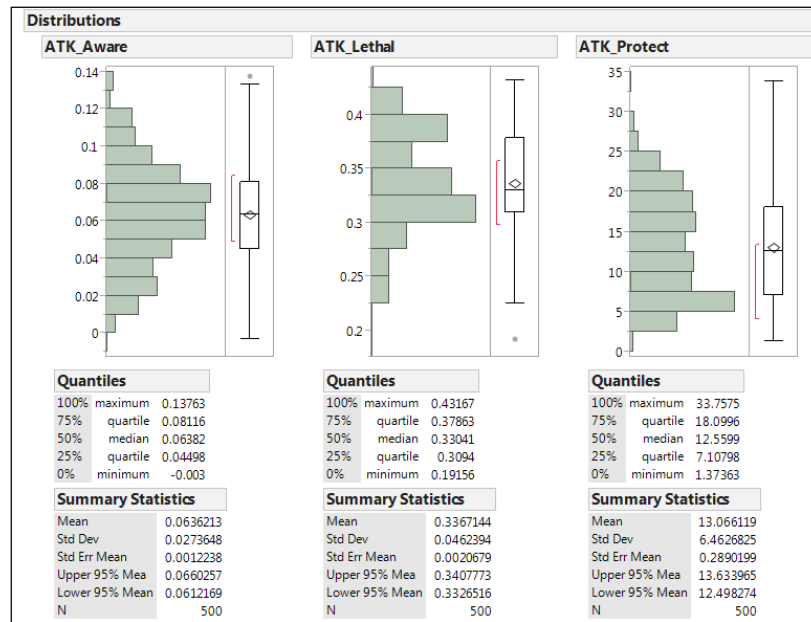 Distributions
ATK_Aware ATK_Lethal ATK_Protect
0.14
0.12
0.1
0.08
0.06
0.04
0.02
0
0.4
0.35
0.3
0.25
0.2
35
30
25
20
15
10
5
0
Quantiles
100% maximum 0.13763
75% quartile 0.08116
50% median 0.06382
25% quartile 0.04498
0% minimum -0.003
Quantiles
100% maximum 0.43167
75% quartile 0.37863
50% median 0.33041
25% quartile 0.3094
0% minimum 0.19156
Quantiles
100% maximum 33.7575
75% quartile 18.0996
50% median 12.5599
25% quartile 7.10798
0% minimum 1.37363
Summary Statistics
Mean 0.0636213
Std Dev 0.0273648
Std Err Mean 0.0012238
Upper 95% Mea 0.0660257
Lower 95% Mean 0.0612169
N 500
Summary Statistics
Mean 0.3367144
Std Dev 0.0462394
Std Err Mean 0.0020679
Upper 95% Mea 0.3407773
Lower 95% Mean 0.3326516
N 500
Summary Statistics
Mean 13.066119
Std Dev 6.4626825
Std Err Mean 0.2890199
Upper 95% Mea 13.633965
Lower 95% Mean 12.498274
N 500